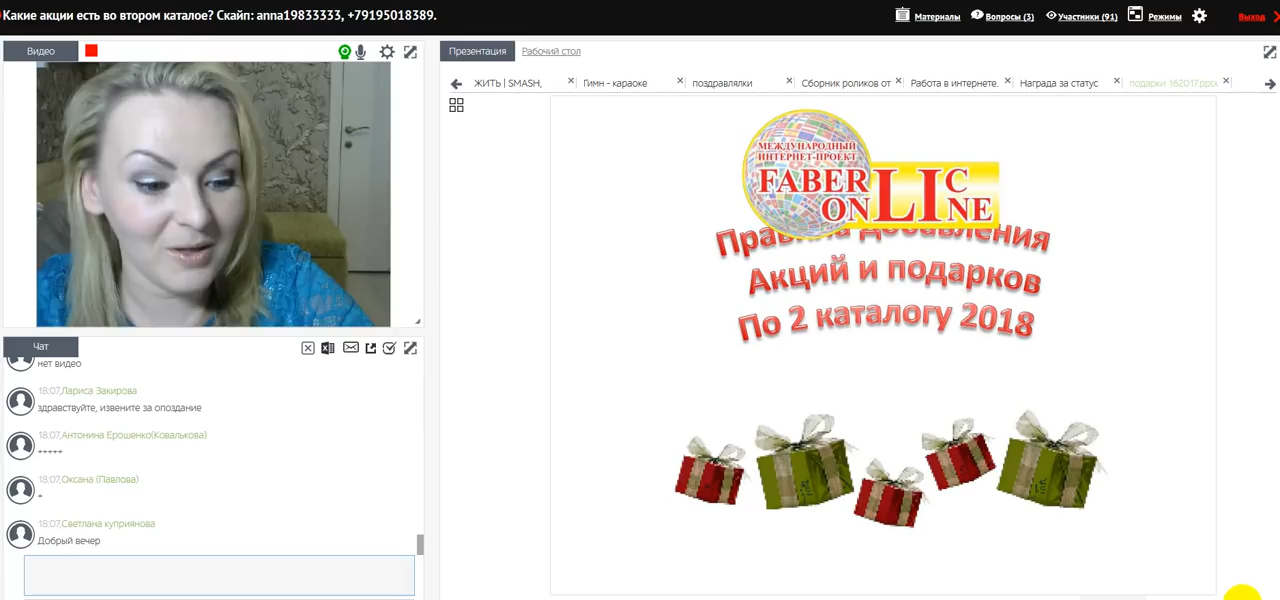 Какие акции есть во втором каталое? Скайп: anna19833333, +79195018389.
Материалы
Вопросы (3)
Участники (91)
Режимы
Выход
Видео
Презентация
Рабочий стол
ЖИТЬ | SMASH,
Гимн - караоке
поздравлялки
Сборник роликов от
Работа в интернете.
Награда за статус
подарки 162017.pptx
МЕЖДУНАРОДНЫЙ
ИНТЕРНЕТ-ПРОЕКТ
FABERLIC
ONLINE
Правила добавления
Акций и подарков
По 2 каталогу 2018
Чат
нет видео
18:07,Лариса Закирова
здравствуйте, извените за опоздание
18:07,Антонина Ерошенко(Ковалькова)
+++++
18:07,Оксана (Павлова)
+
18:07,Светлана куприянова
Добрый вечер